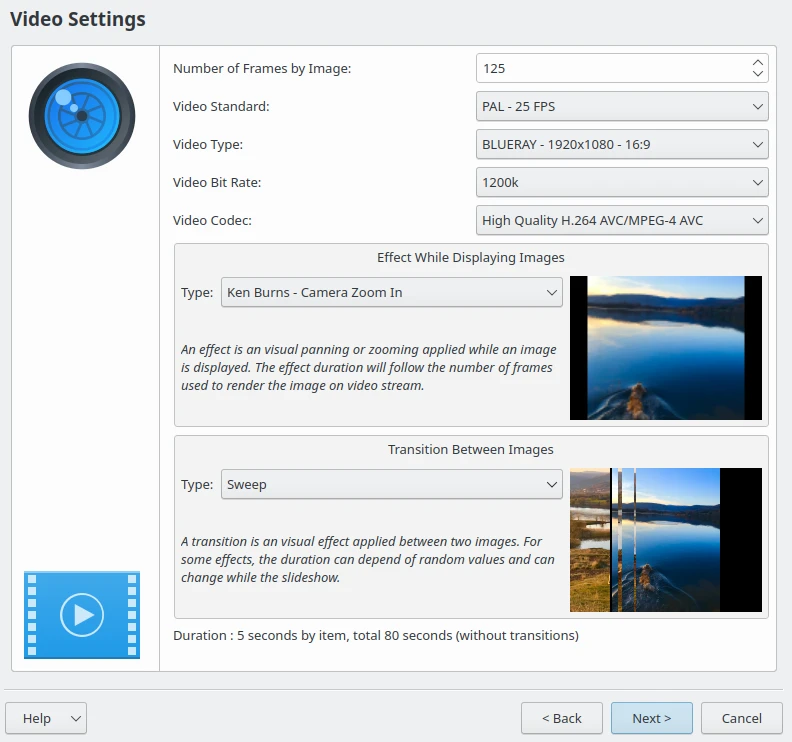 Video Settings
Number of Frames by Image: 125
Video Standard: PAL - 25 FPS
Video Type: BLUERAY - 1920x1080 - 16:9
Video Bit Rate: 1200k
Video Codec: High Quality H.264 AVC/MPEG-4 AVC
Effect While Displaying Images
Type: Ken Burns - Camera Zoom In
An effect is an visual panning or zooming applied while an image
is displayed. The effect duration will follow the number of frames
used to render the image on video stream.
Transition Between Images
Type: Sweep
A transition is an visual effect applied between two images. For
some effects, the duration can depend of random values and can
change while the slideshow.
Duration : 5 seconds by item, total 80 seconds (without transitions)
Help < Back Next > Cancel